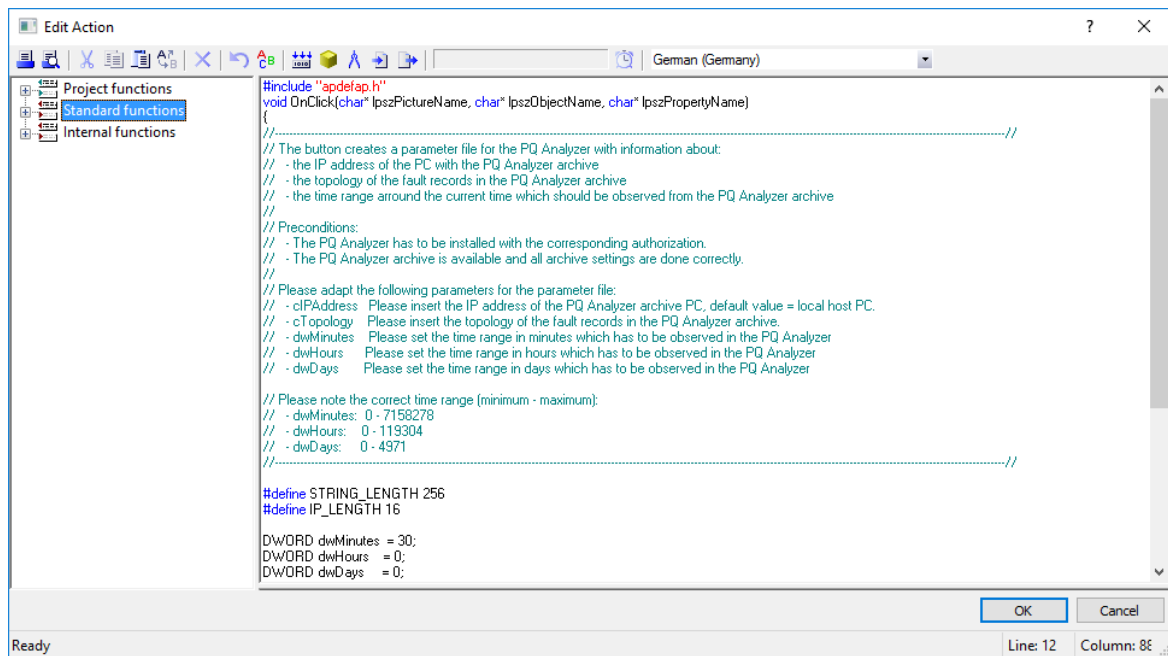 Edit Action
?
German (Germany)
Project functions
Standard functions
Internal functions
#include "apdefap.h"
void OnClick(char* lpszPictureName, char* lpszObjectName, char* lpszPropertyName)
{
//----------------------------------------------------------------//
// The button creates a parameter file for the PQ Analyzer with information about:
// - the IP address of the PC with the PQ Analyzer archive
// - the topology of the fault records in the PQ Analyzer archive
// - the time range arround the current time which should be observed from the PQ Analyzer archive
//
// Preconditions:
// - The PQ Analyzer has to be installed with the corresponding authorization.
// - The PQ Analyzer archive is available and all archive settings are done correctly.
//
// Please adapt the following parameters for the parameter file:
// - cIPAddress Please insert the IP address of the PQ Analyzer archive PC, default value = local host PC.
// - cTopology Please insert the topology of the fault records in the PQ Analyzer archive.
// - dwMinutes Please set the time range in minutes which has to be observed in the PQ Analyzer
// - dwHours Please set the time range in hours which has to be observed in the PQ Analyzer
// - dwDays Please set the time range in days which has to be observed in the PQ Analyzer
// Please note the correct time range (minimum - maximum):
// - dwMinutes: 0 - 7158278
// - dwHours: 0 - 119304
// - dwDays: 0 - 4971
//----------------------------------------------------------------//
#define STRING_LENGTH 256
#define IP_LENGTH 16
DWORD dwMinutes = 30;
DWORD dwHours = 0;
DWORD dwDays = 0;
OK
Cancel
Ready
Line: 12
Column: 88